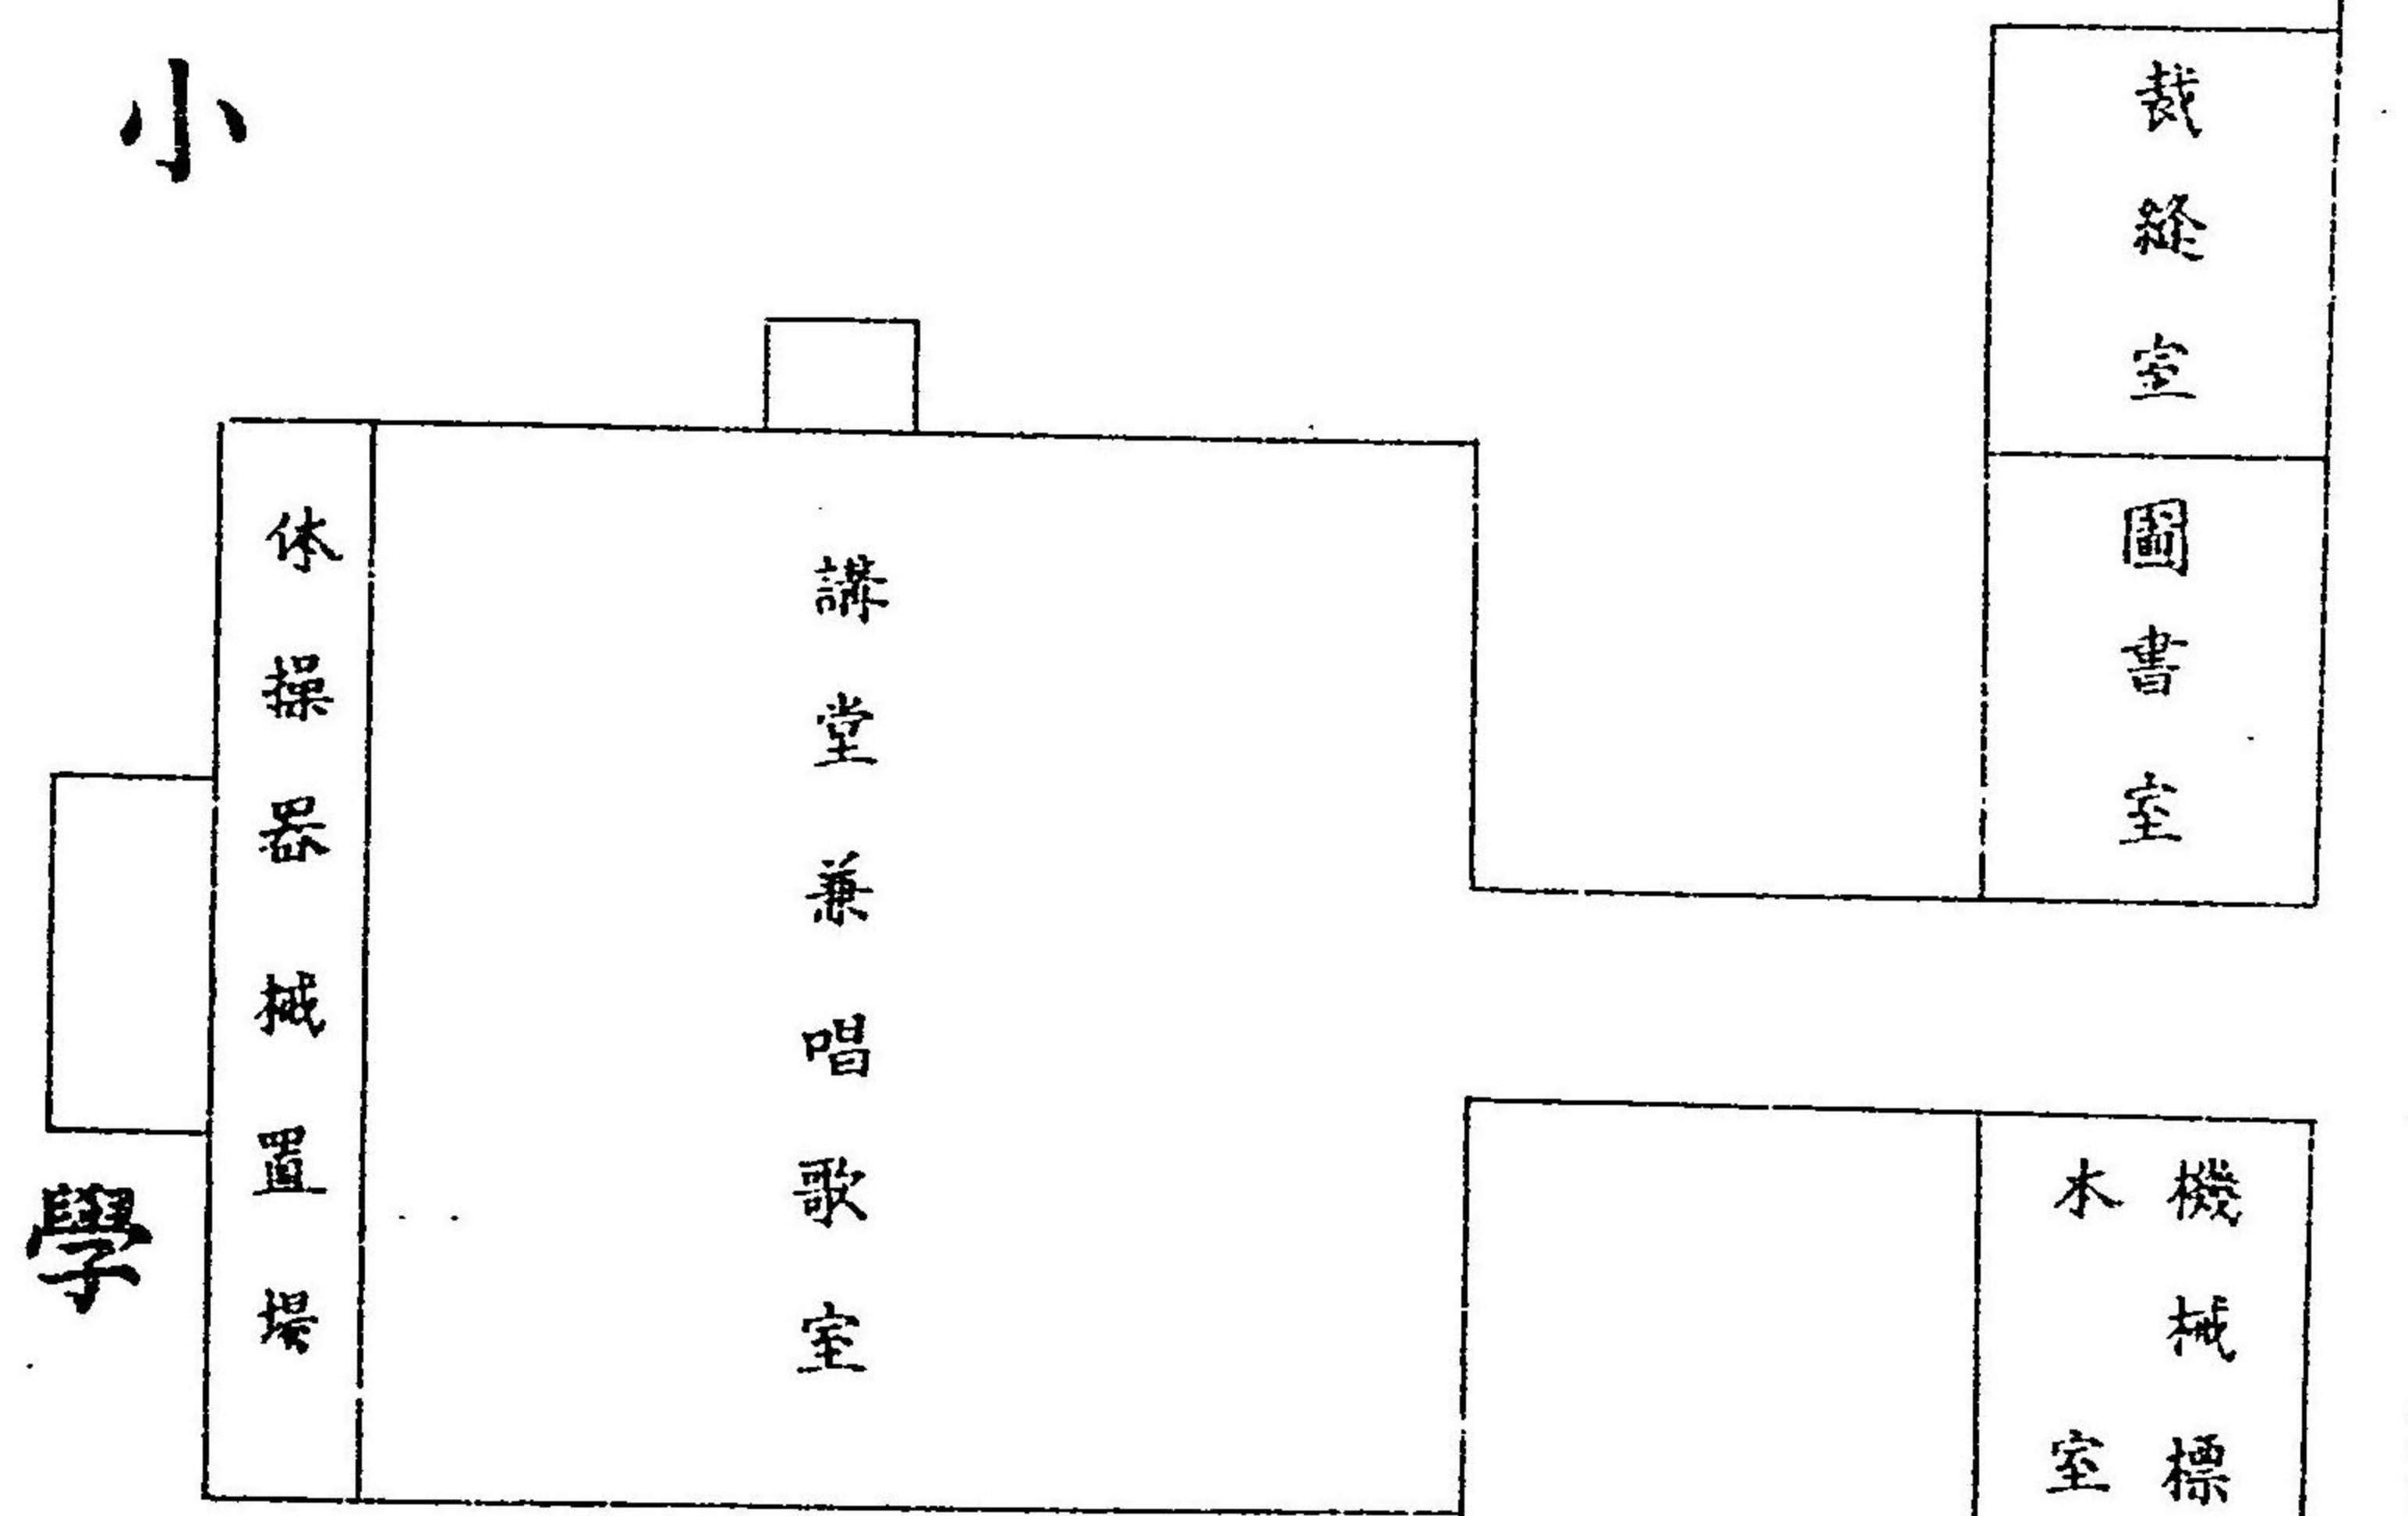 裁縫室
圖書室
機械標
本室
講堂兼唱歌室
体操器械置場
小學